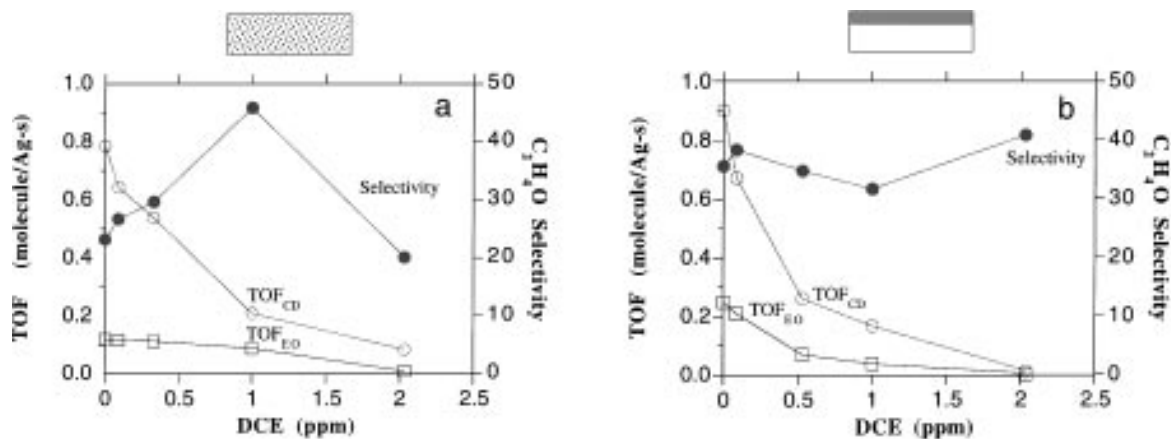 a
1.0
0.8
0.6
0.4
0.2
0.0
TOF (molecule/Ag-s)
50
40
30
20
10
0
C2H4O Selectivity
Selectivity
TOFCD
TOFEO
0
0.5
1
1.5
2
2.5
DCE (ppm)
b
1.0
0.8
0.6
0.4
0.2
0.0
TOF (molecule/Ag-s)
50
40
30
20
10
0
C2H4O Selectivity
Selectivity
TOFCD
TOFEO
0
0.5
1
1.5
2
2.5
DCE (ppm)